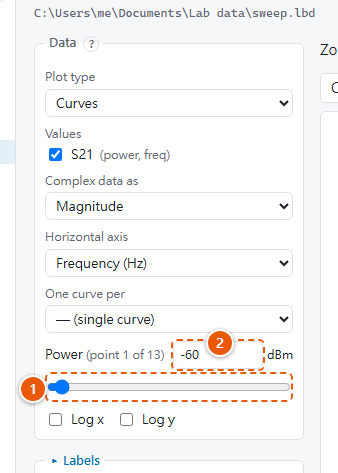 C:\Users\me\Documents\Lab data\sweep.lbd
Data ?
Zo
Plot type
Curves
C
Values
S21 (power, freq)
Complex data as
Magnitude
Horizontal axis
Frequency (Hz)
One curve per
— (single curve)
2
Power (point 1 of 13) -60 dBm
1
Log x Log y
Labels